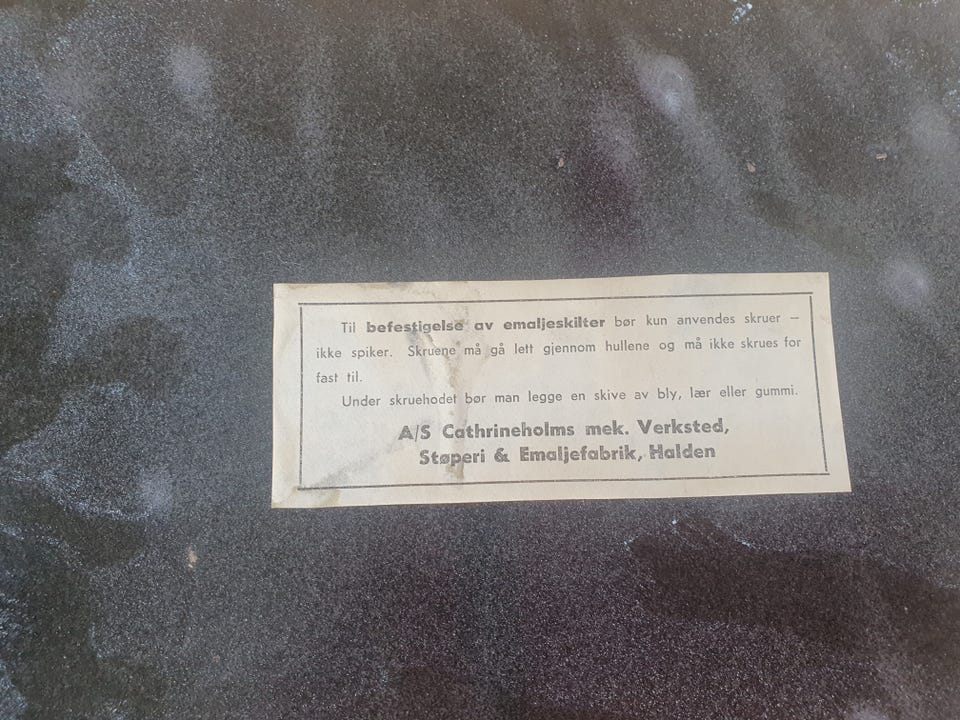 Til befestigelse av emaljeskilter bør kun anvendes skruer –
ikke spiker. Skruene må gå lett gjennom hullene og må ikke skrues for
fast til.
Under skruehodet bør man legge en skive av bly, lær eller gummi.
A/S Cathrineholms mek. Verksted,
Støperi & Emaljefabrik, Halden